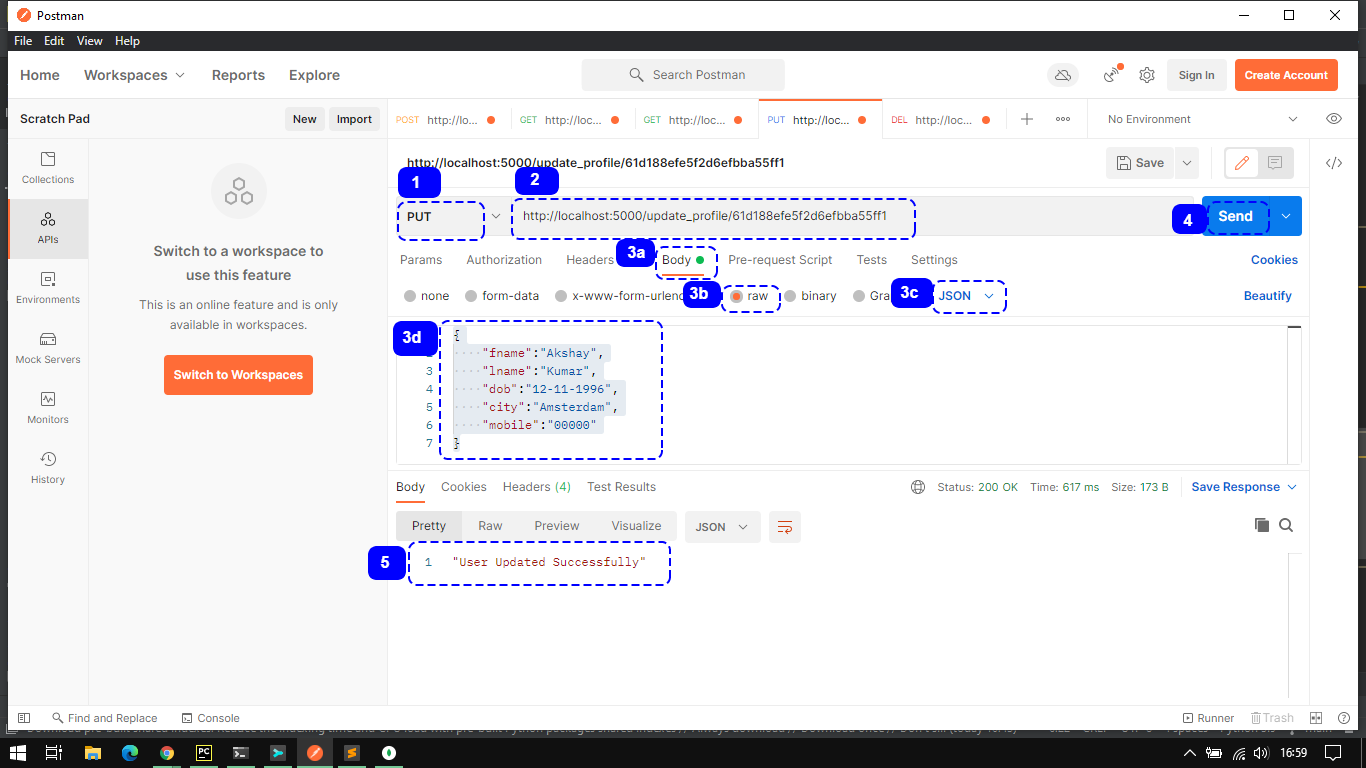 Postman
File Edit View Help
Home Workspaces Reports Explore Search Postman Sign In Create Account
Scratch Pad New Import
POST http://lo... GET http://loc... GET http://loc... PUT http://loc... DEL http://loc... No Environment
http://localhost:5000/update_profile/61d188efe5f2d6efbba55ff1 Save
1 2
PUT http://localhost:5000/update_profile/61d188efe5f2d6efbba55ff1 4 Send
Params Authorization Headers 3a Body Pre-request Script Tests Settings Cookies
none form-data x-www-form-urlenc 3b raw binary Gra 3c JSON Beautify
3d {
"fname":"Akshay",
3 "lname":"Kumar",
4 "dob":"12-11-1996",
5 "city":"Amsterdam",
6 "mobile":"00000"
7 }
Body Cookies Headers (4) Test Results Status: 200 OK Time: 617 ms Size: 173 B Save Response
Pretty Raw Preview Visualize JSON
5 1 "User Updated Successfully"
Collections
APIs
Environments
Mock Servers
Monitors
History
Switch to a workspace to
use this feature
This is an online feature and is only
available in workspaces.
Switch to Workspaces
Find and Replace Console Runner Trash
PC 16:59